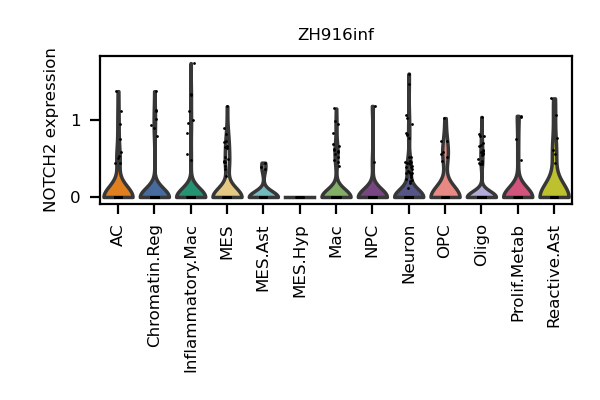 ZH916inf
NOTCH2 expression
1
0
AC
Chromatin.Reg
Inflammatory.Mac
MES
MES.Ast
MES.Hyp
Mac
NPC
Neuron
OPC
Oligo
Prolif.Metab
Reactive.Ast